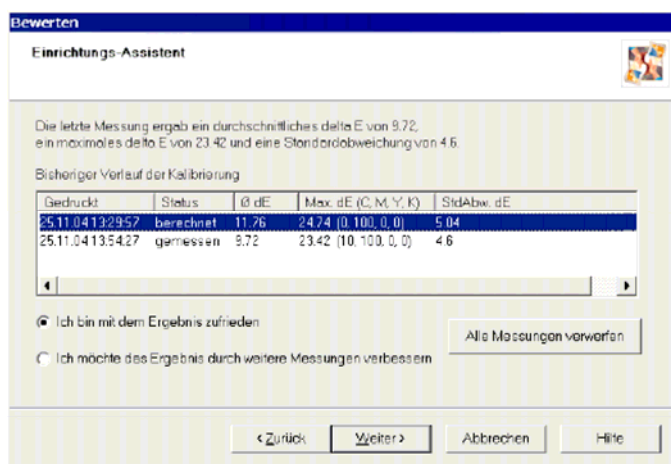 Bewerten
Einrichtungs-Assistent
Die letzte Messung ergab ein durchschnittliches delta E von 9.72,
ein maximales delta E von 23.42 und eine Standardabweichung von 4.6.
Bisheriger Verlauf der Kalibrierung
Gedruckt Status Ø dE Max. dE (C, M, Y, K) StdAbw. dE
25.11.04 13:29:57 berechnet 11.76 24.74 (0, 100, 0, 0) 5.04
25.11.04 13:54:27 gemessen 9.72 23.42 (10, 100, 0, 0) 4.6
Ich bin mit dem Ergebnis zufrieden
Alle Messungen verwerfen
Ich möchte das Ergebnis durch weitere Messungen verbessern
< Zurück Weiter > Abbrechen Hilfe